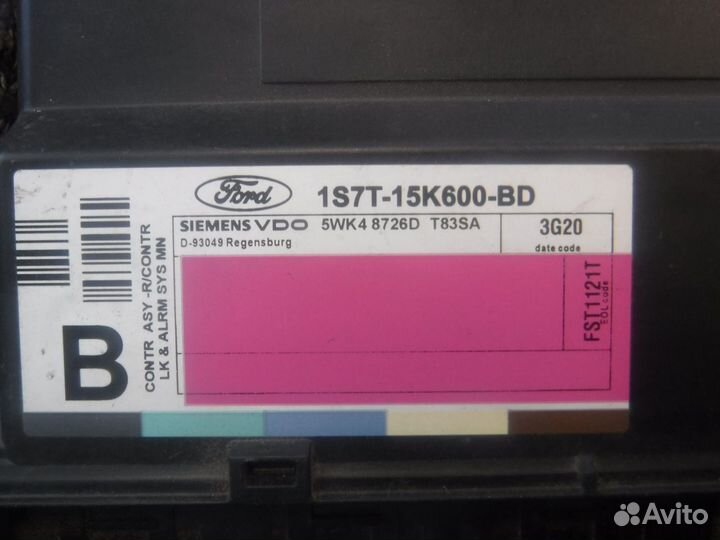 Ford 1S7T-15K600-BD
SIEMENS VDO 5WK4 8726D T83SA
D-93049 Regensburg
3G20
date code
FST1121T
EOL code
CONTR ASY -R/CONTR
LK & ALRM SYS MN
B
Avito